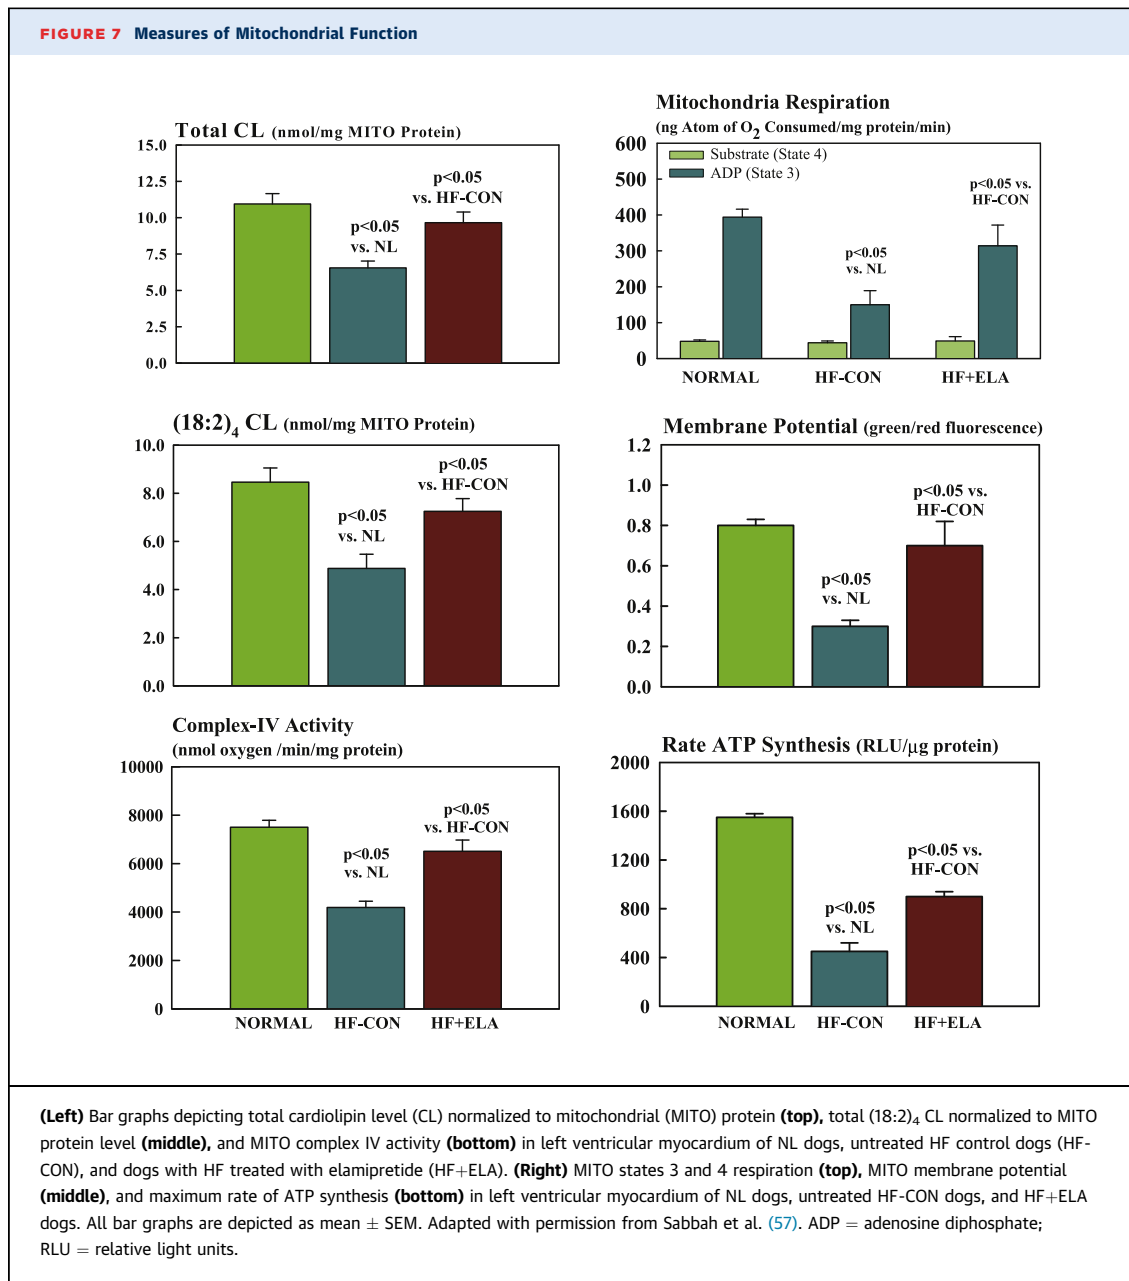 FIGURE 7 Measures of Mitochondrial Function
Total CL (nmol/mg MITO Protein)
15.0
12.5
10.0
7.5
5.0
2.5
0.0
p<0.05
vs. NL
p<0.05
vs. HF-CON
Mitochondria Respiration
(ng Atom of O₂ Consumed/mg protein/min)
600
500
400
300
200
100
0
Substrate (State 4)
ADP (State 3)
p<0.05
vs. NL
p<0.05 vs.
HF-CON
NORMAL HF-CON HF+ELA
(18:2)₄ CL (nmol/mg MITO Protein)
10.0
8.0
6.0
4.0
2.0
0.0
p<0.05
vs. NL
p<0.05
vs. HF-CON
Membrane Potential (green/red fluorescence)
1.2
1.0
0.8
0.6
0.4
0.2
0.0
p<0.05
vs. NL
p<0.05 vs.
HF-CON
Complex-IV Activity
(nmol oxygen /min/mg protein)
10000
8000
6000
4000
2000
0
p<0.05
vs. NL
p<0.05
vs. HF-CON
NORMAL HF-CON HF+ELA
Rate ATP Synthesis (RLU/µg protein)
2000
1600
1200
800
400
0
p<0.05
vs. NL
p<0.05 vs.
HF-CON
NORMAL HF-CON HF+ELA
(Left) Bar graphs depicting total cardiolipin level (CL) normalized to mitochondrial (MITO) protein (top), total (18:2)₄ CL normalized to MITO
protein level (middle), and MITO complex IV activity (bottom) in left ventricular myocardium of NL dogs, untreated HF control dogs (HF-
CON), and dogs with HF treated with elamipretide (HF+ELA). (Right) MITO states 3 and 4 respiration (top), MITO membrane potential
(middle), and maximum rate of ATP synthesis (bottom) in left ventricular myocardium of NL dogs, untreated HF-CON dogs, and HF+ELA
dogs. All bar graphs are depicted as mean ± SEM. Adapted with permission from Sabbah et al. (57). ADP = adenosine diphosphate;
RLU = relative light units.